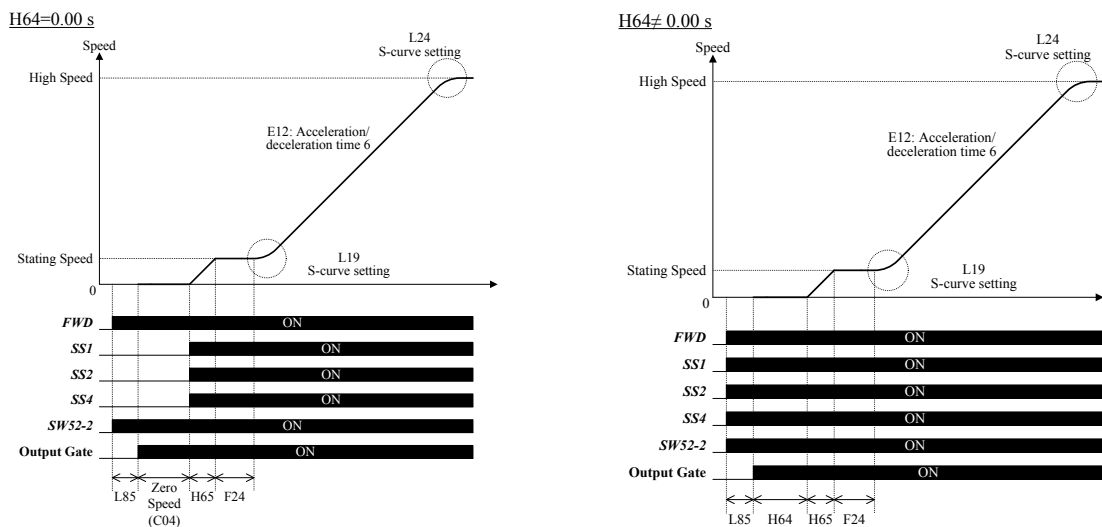 H64=0.00 s
Speed
L24
S-curve setting
High Speed
E12: Acceleration/
deceleration time 6
Stating Speed
L19
S-curve setting
0
FWD
ON
SS1
ON
SS2
ON
SS4
ON
SW52-2
ON
Output Gate
ON
L85
Zero
Speed
(C04)
H65
F24
H64≠ 0.00 s
Speed
L24
S-curve setting
High Speed
E12: Acceleration/
deceleration time 6
Stating Speed
L19
S-curve setting
0
FWD
ON
SS1
ON
SS2
ON
SS4
ON
SW52-2
ON
Output Gate
ON
L85
H64
H65
F24